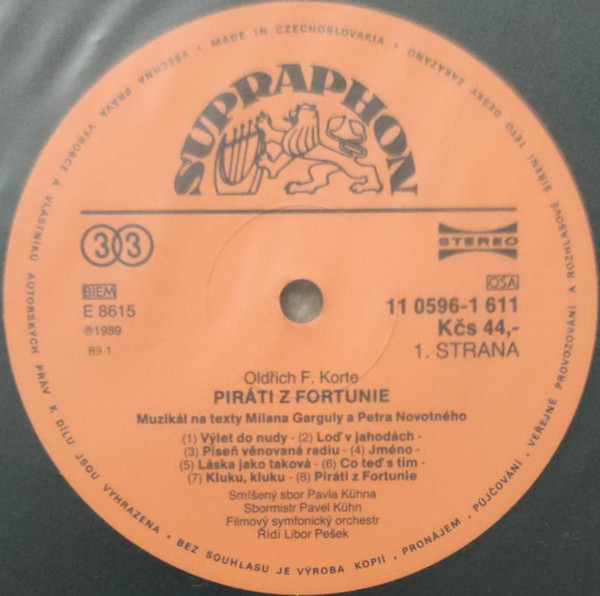 VŠECHNA PRÁVA VÝROBCE A VLASTNÍKŮ AUTORSKÝCH PRÁV K DÍLU JSOU VYHRAZENA • BEZ SOUHLASU JE VÝROBA KOPIÍ, PRONÁJEM, PŮJČOVÁNÍ, VEŘEJNÉ PROVOZOVÁNÍ A ROZHLASOVÉ ŠÍŘENÍ TÉTO DESKY ZAKÁZÁNO • MADE IN CZECHOSLOVAKIA •
SUPRAPHON
33
STEREO
BIEM
OSA
E 8615
11 0596-1 611
℗1989
Kčs 44,-
89 1
1. STRANA
Oldřich F. Korte
PIRÁTI Z FORTUNIE
Muzikál na texty Milana Garguly a Petra Novotného
(1) Výlet do nudy - (2) Loď v jahodách -
(3) Píseň věnovaná radiu - (4) Jméno -
(5) Láska jako taková - (6) Co teď s tím -
(7) Kluku, kluku - (8) Piráti z Fortunie
Smíšený sbor Pavla Kühna
Sbormistr Pavel Kühn
Filmový symfonický orchestr
Řídí Libor Pešek